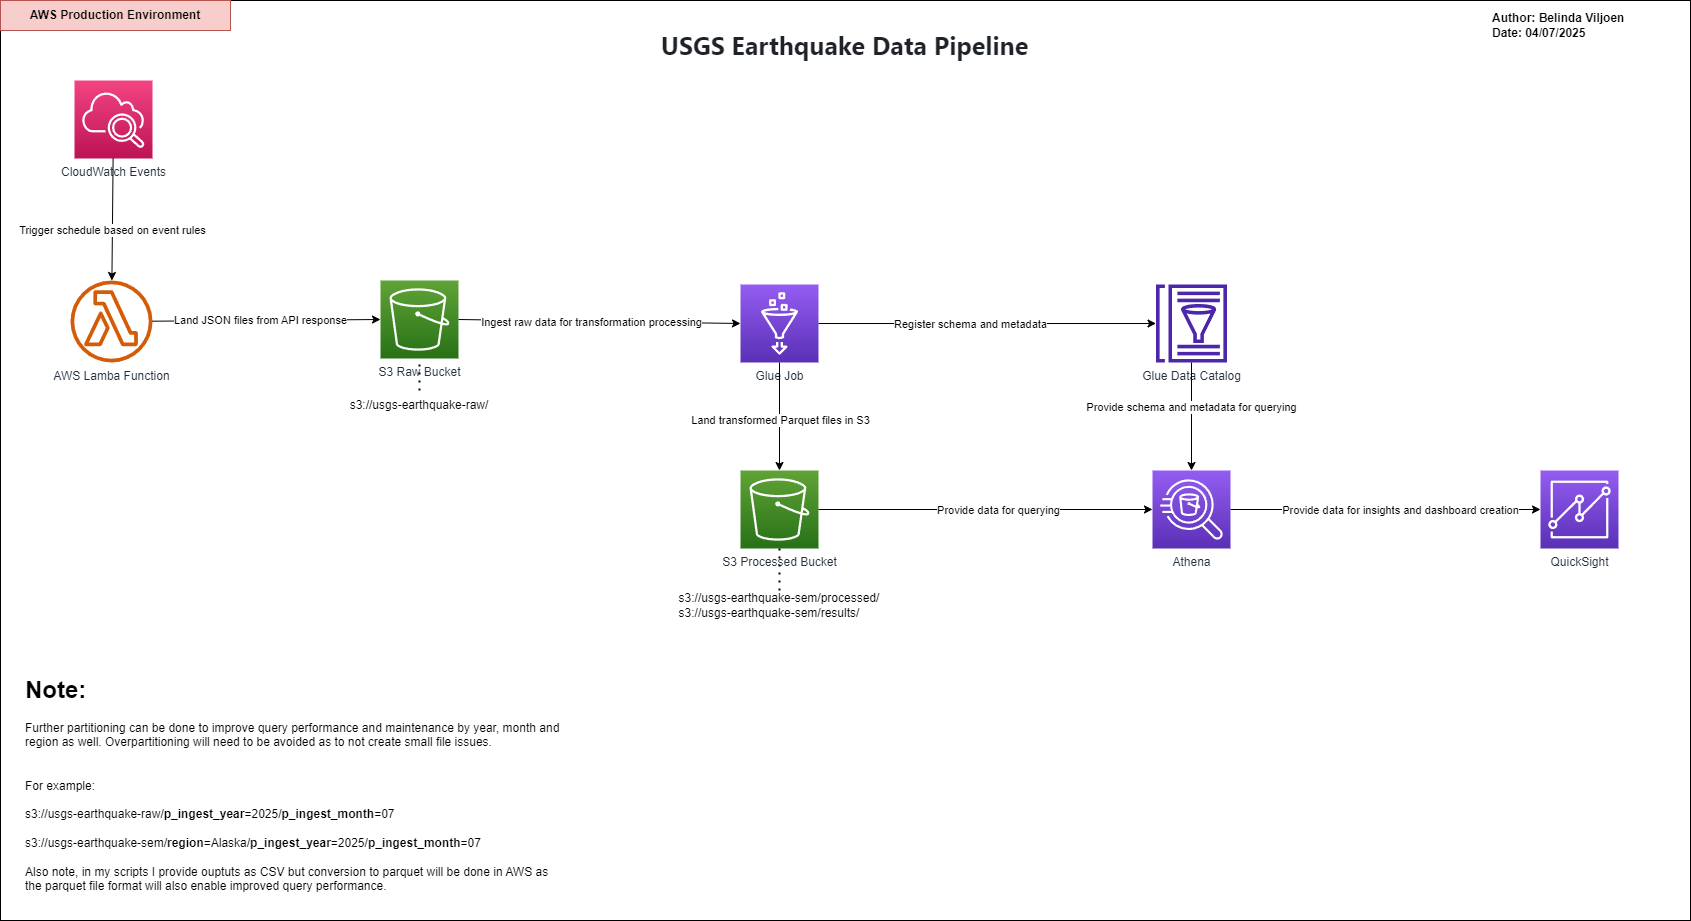 AWS Production Environment
Author: Belinda Viljoen
Date: 04/07/2025
USGS Earthquake Data Pipeline
CloudWatch Events
Trigger schedule based on event rules
Land JSON files from API response
Ingest raw data for transformation processing
Register schema and metadata
AWS Lamba Function
S3 Raw Bucket
Glue Job
Glue Data Catalog
s3://usgs-earthquake-raw/
Provide schema and metadata for querying
Land transformed Parquet files in S3
Provide data for querying
Provide data for insights and dashboard creation
S3 Processed Bucket
Athena
QuickSight
s3://usgs-earthquake-sem/processed/
s3://usgs-earthquake-sem/results/
Note:
Further partitioning can be done to improve query performance and maintenance by year, month and
region as well. Overpartitioning will need to be avoided as to not create small file issues.
For example:
s3://usgs-earthquake-raw/p_ingest_year=2025/p_ingest_month=07
s3://usgs-earthquake-sem/region=Alaska/p_ingest_year=2025/p_ingest_month=07
Also note, in my scripts I provide ouptuts as CSV but conversion to parquet will be done in AWS as
the parquet file format will also enable improved query performance.